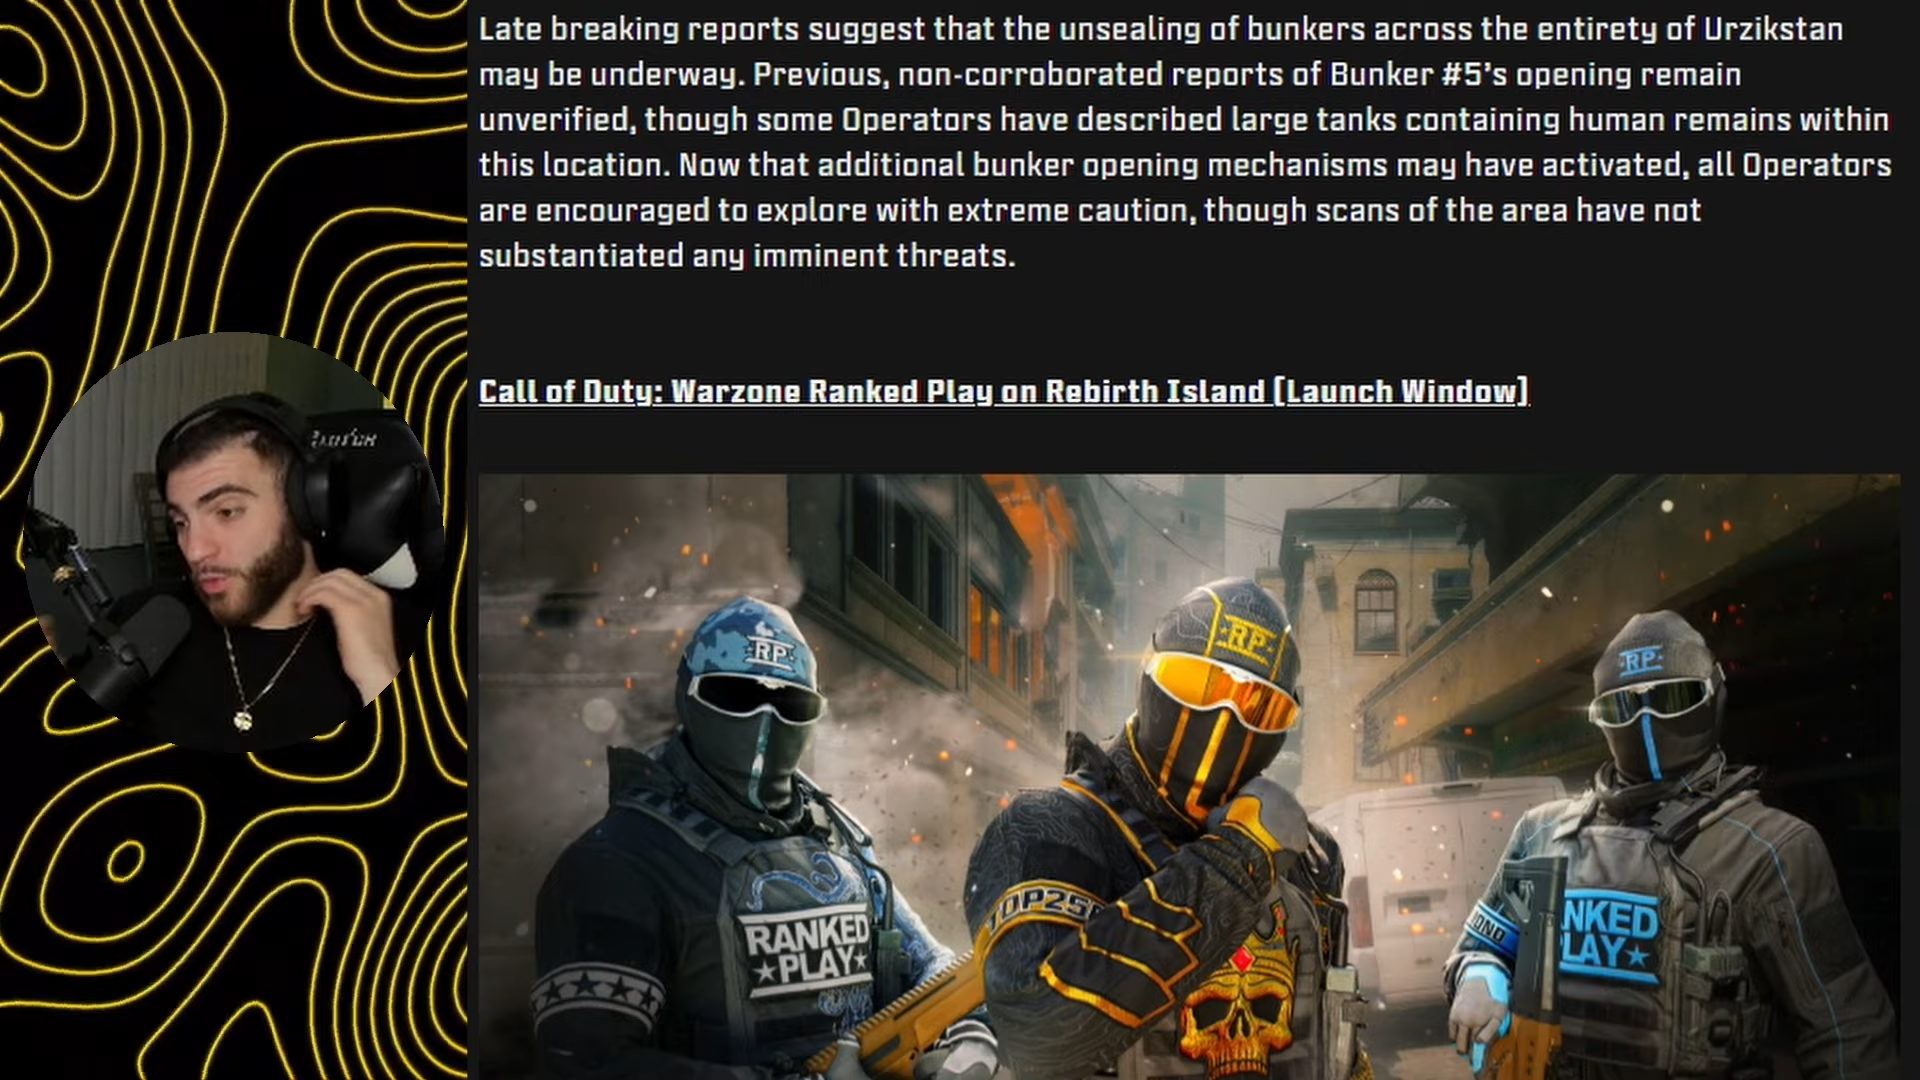 Late breaking reports suggest that the unsealing of bunkers across the entirety of Urzikstan
may be underway. Previous, non-corroborated reports of Bunker #5’s opening remain
unverified, though some Operators have described large tanks containing human remains within
this location. Now that additional bunker opening mechanisms may have activated, all Operators
are encouraged to explore with extreme caution, though scans of the area have not
substantiated any imminent threats.
Call of Duty: Warzone Ranked Play on Rebirth Island [Launch Window]
RP
RP
RP
TOP250
RANKED
PLAY
NKED
LAY